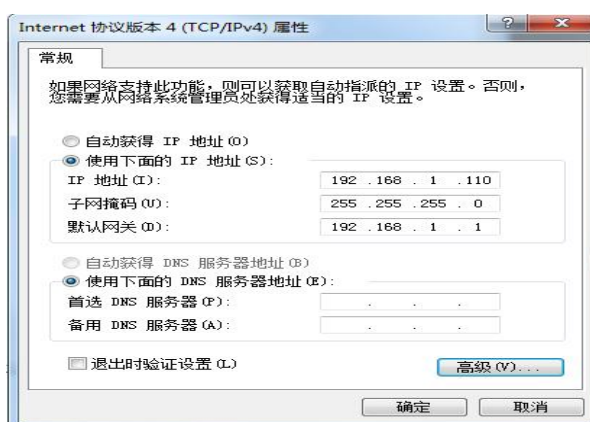 Internet 协议版本 4 (TCP/IPv4) 属性
常规
如果网络支持此功能，则可以获取自动指派的 IP 设置。否则，
您需要从网络系统管理员处获得适当的 IP 设置。
自动获得 IP 地址(O)
使用下面的 IP 地址(S):
IP 地址(I): 192 .168 . 1 .110
子网掩码(U): 255 .255 .255 . 0
默认网关(D): 192 .168 . 1 . 1
自动获得 DNS 服务器地址(B)
使用下面的 DNS 服务器地址(E):
首选 DNS 服务器(P): . . .
备用 DNS 服务器(A): . . .
退出时验证设置(L)
高级(V)...
确定 取消